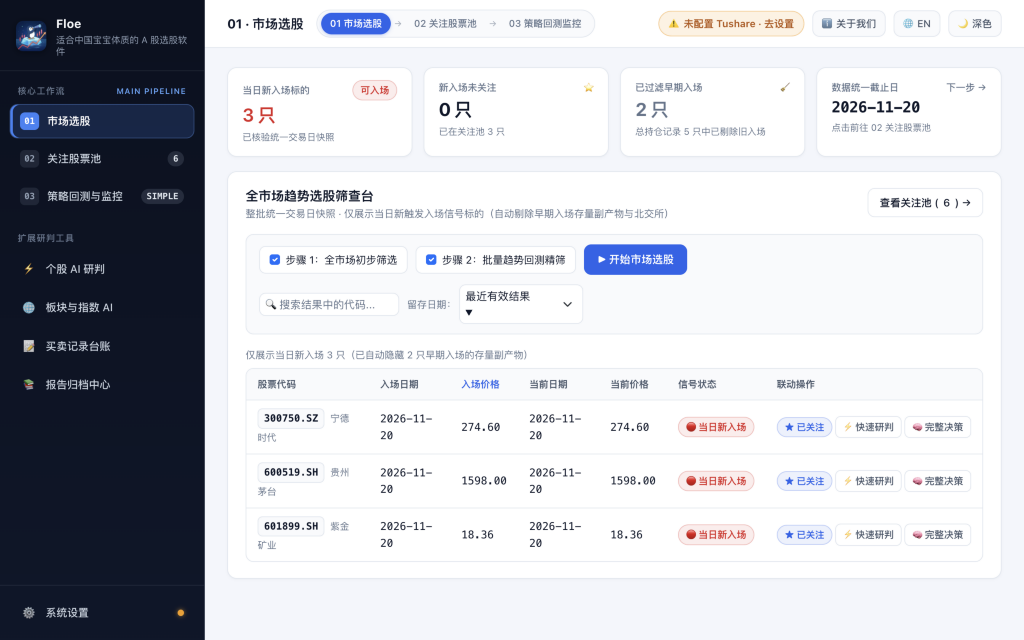 Floe
适合中国宝宝体质的 A 股选股软件
核心工作流 MAIN PIPELINE
01 市场选股
02 关注股票池 6
03 策略回测与监控 SIMPLE
扩展研判工具
个股 AI 研判
板块与指数 AI
买卖记录台账
报告归档中心
系统设置
01 · 市场选股
01 市场选股 → 02 关注股票池 → 03 策略回测监控
未配置 Tushare · 去设置
关于我们
EN
深色
当日新入场标的 可入场
3 只
已核验统一交易日快照
新入场未关注
0 只
已在关注池 3 只
已过滤早期入场
2 只
总持仓记录 5 只中已剔除旧入场
数据统一截止日 下一步 →
2026-11-20
点击前往 02 关注股票池
全市场趋势选股筛查台
整批统一交易日快照 · 仅展示当日新触发入场信号标的（自动剔除早期入场存量副产物与北交所）
查看关注池 ( 6 ) →
步骤 1：全市场初步筛选
步骤 2：批量趋势回测精筛
▶ 开始市场选股
搜索结果中的代码...
留存日期：
最近有效结果
▼
仅展示当日新入场 3 只（已自动隐藏 2 只早期入场的存量副产物）
股票代码 入场日期 入场价格 当前日期 当前价格 信号状态 联动操作
300750.SZ 宁德时代 2026-11-20 274.60 2026-11-20 274.60 当日新入场 ★ 已关注 快速研判 完整决策
600519.SH 贵州茅台 2026-11-20 1598.00 2026-11-20 1598.00 当日新入场 ★ 已关注 快速研判 完整决策
601899.SH 紫金矿业 2026-11-20 18.36 2026-11-20 18.36 当日新入场 ★ 已关注 快速研判 完整决策